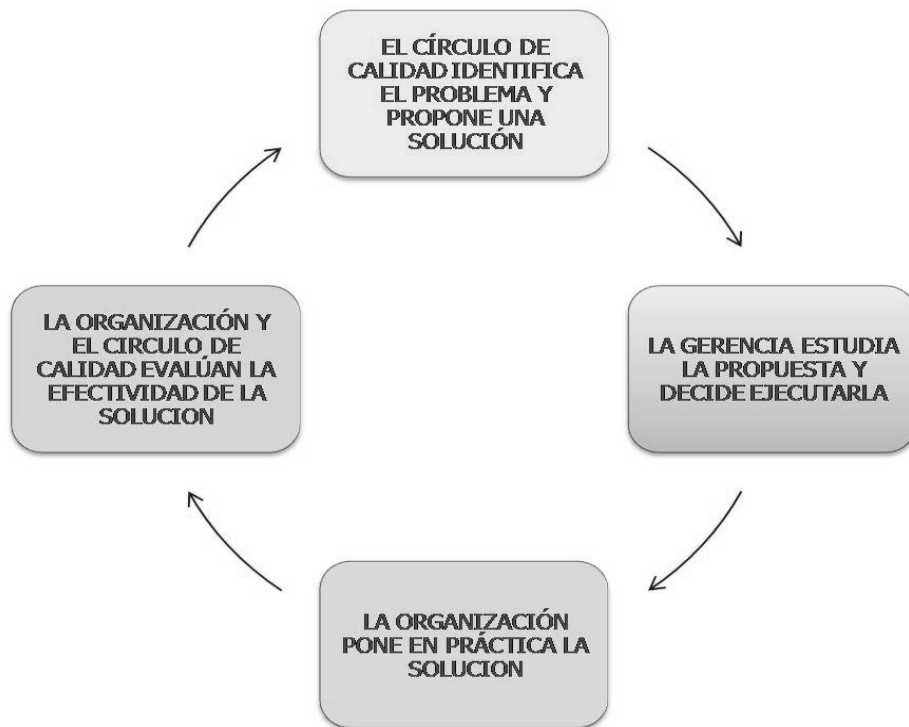 EL CÍRCULO DE
CALIDAD IDENTIFICA
EL PROBLEMA Y
PROPONE UNA
SOLUCIÓN
LA GERENCIA ESTUDIA
LA PROPUESTA Y
DECIDE EJECUTARLA
LA ORGANIZACIÓN
PONE EN PRÁCTICA LA
SOLUCION
LA ORGANIZACIÓN Y
EL CIRCULO DE
CALIDAD EVALÚAN LA
EFECTIVIDAD DE LA
SOLUCION